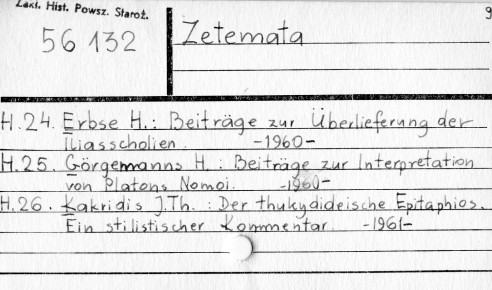 Zakł. Hist. Powsz. Staroż.
9
56 132
Zetemata
H.24. Erbse H.: Beiträge zur Überlieferung der
Iliasscholien. -1960-
H.25. Görgemanns H.: Beiträge zur Interpretation
von Platons Nomoi. -1960-
H.26. Kakridis J.Th.: Der thukydideische Epitaphios.
Ein stilistischer Kommentar. -1961-